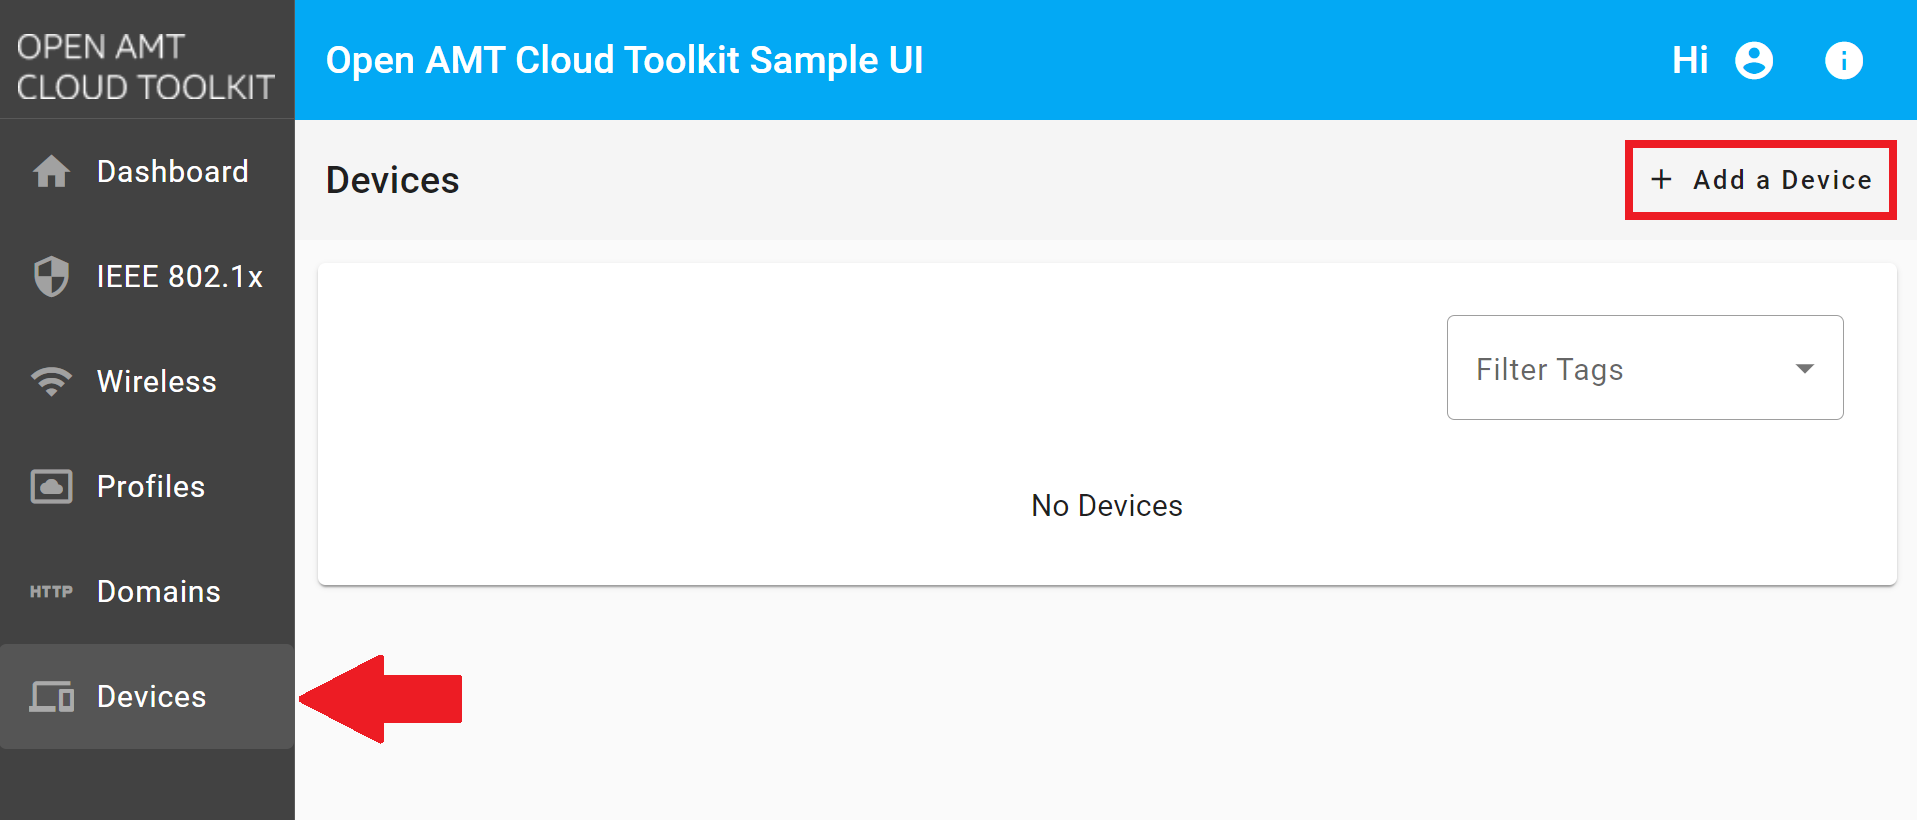 OPEN AMT
CLOUD TOOLKIT
Open AMT Cloud Toolkit Sample UI
Hi
Dashboard
IEEE 802.1x
Wireless
Profiles
HTTP Domains
Devices
Devices
+ Add a Device
Filter Tags
No Devices